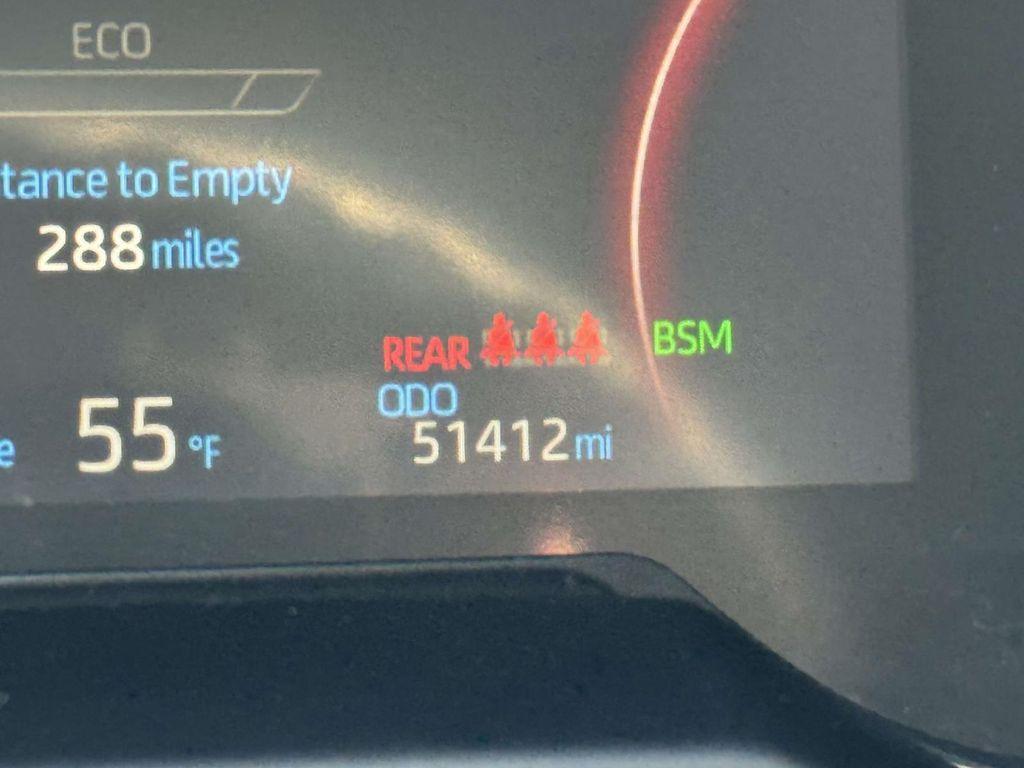 ECO
tance to Empty
288 miles
REAR
BSM
ODO
e 55 °F
51412 mi